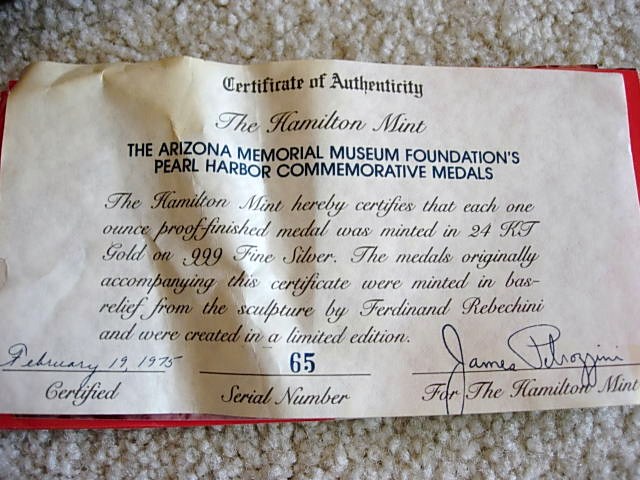 Certificate of Authenticity
The Hamilton Mint
THE ARIZONA MEMORIAL MUSEUM FOUNDATION'S
PEARL HARBOR COMMEMORATIVE MEDALS
The Hamilton Mint hereby certifies that each one
ounce proof-finished medal was minted in 24 KT
Gold on .999 Fine Silver. The medals originally
accompanying this certificate were minted in bas-
relief from the sculpture by Ferdinand Rebechini
and were created in a limited edition.
February 19, 1975 65 James Petrozzini
Certified Serial Number For The Hamilton Mint